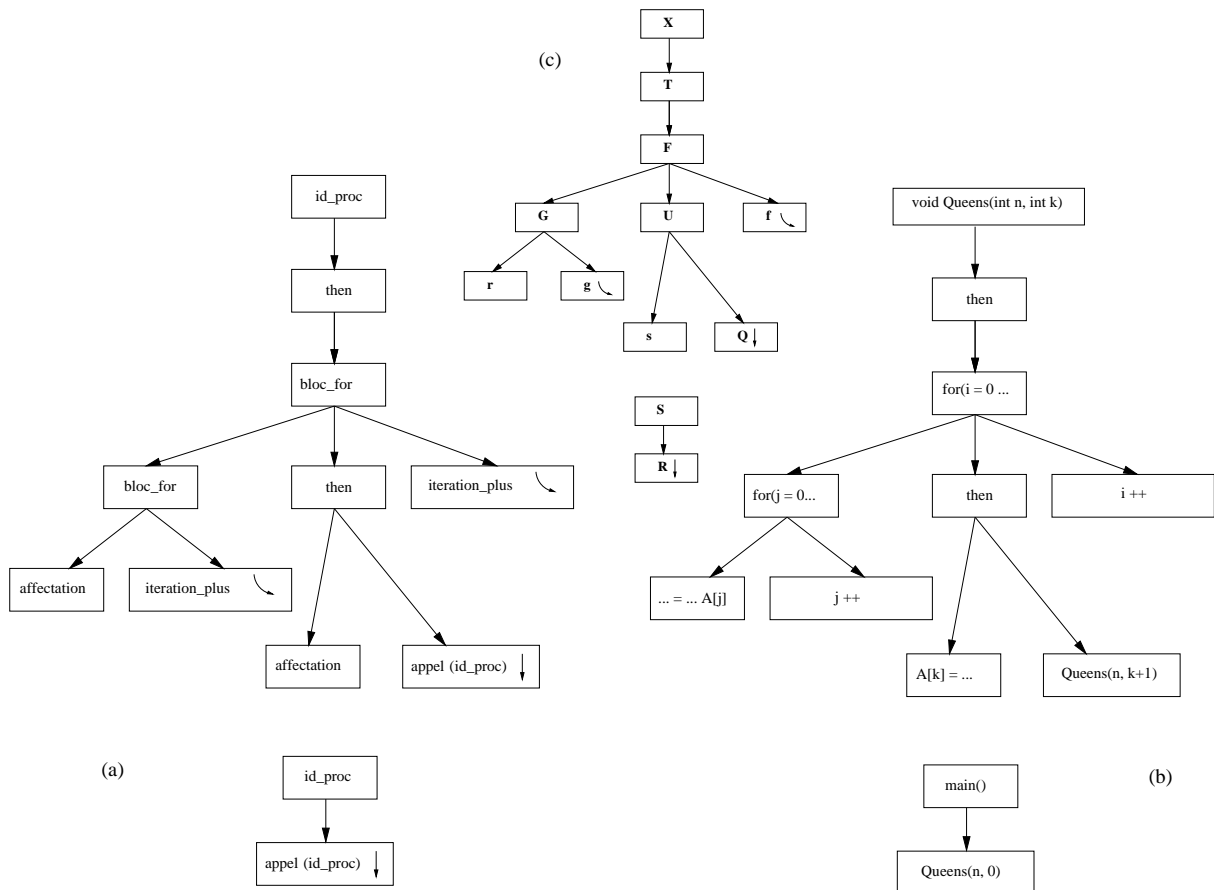 X
(c)
T
F
id_proc
void Queens(int n, int k)
G
U
f
r
g
then
then
s
Q
bloc_for
for(i = 0 ...
S
R
bloc_for
then
iteration_plus
for(j = 0...
then
i ++
affectation
iteration_plus
... = ... A[j]
j ++
affectation
appel (id_proc)
A[k] = ...
Queens(n, k+1)
(a)
id_proc
main()
(b)
appel (id_proc)
Queens(n, 0)